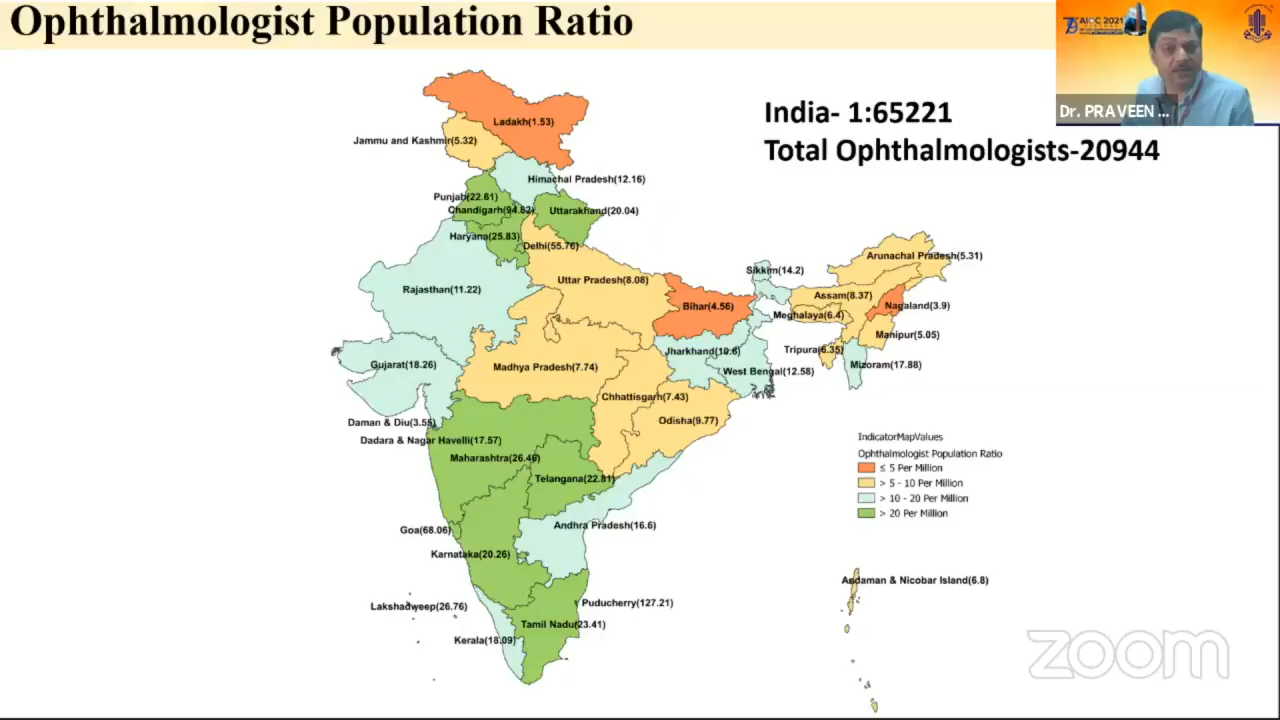 Ophthalmologist Population Ratio
AIOC 2021
Dr. PRAVEEN ...
India- 1:65221
Total Ophthalmologists-20944
Ladakh(1.53)
Jammu and Kashmir(5.32)
Himachal Pradesh(12.16)
Punjab(22.61)
Chandigarh(94.82)
Uttarakhand(20.04)
Haryana(25.83)
Delhi(55.76)
Arunachal Pradesh(5.31)
Sikkim(14.2)
Uttar Pradesh(8.08)
Rajasthan(11.22)
Assam(8.37)
Bihar(4.56)
Nagaland(3.9)
Meghalaya(6.4)
Manipur(5.05)
Jharkhand(10.6)
Tripura(6.35)
Gujarat(18.26)
Madhya Pradesh(7.74)
West Bengal(12.58)
Mizoram(17.88)
Chhattisgarh(7.43)
Daman & Diu(3.55)
Odisha(9.77)
Dadara & Nagar Havelli(17.57)
IndicatorMapValues
Ophthalmologist Population Ratio
≤ 5 Per Million
> 5 - 10 Per Million
> 10 - 20 Per Million
> 20 Per Million
Maharashtra(26.46)
Telangana(22.81)
Goa(68.06)
Andhra Pradesh(16.6)
Karnataka(20.26)
Andaman & Nicobar Island(6.8)
Lakshadweep(26.76)
Puducherry(127.21)
Tamil Nadu(23.41)
Kerala(18.09)
zoom